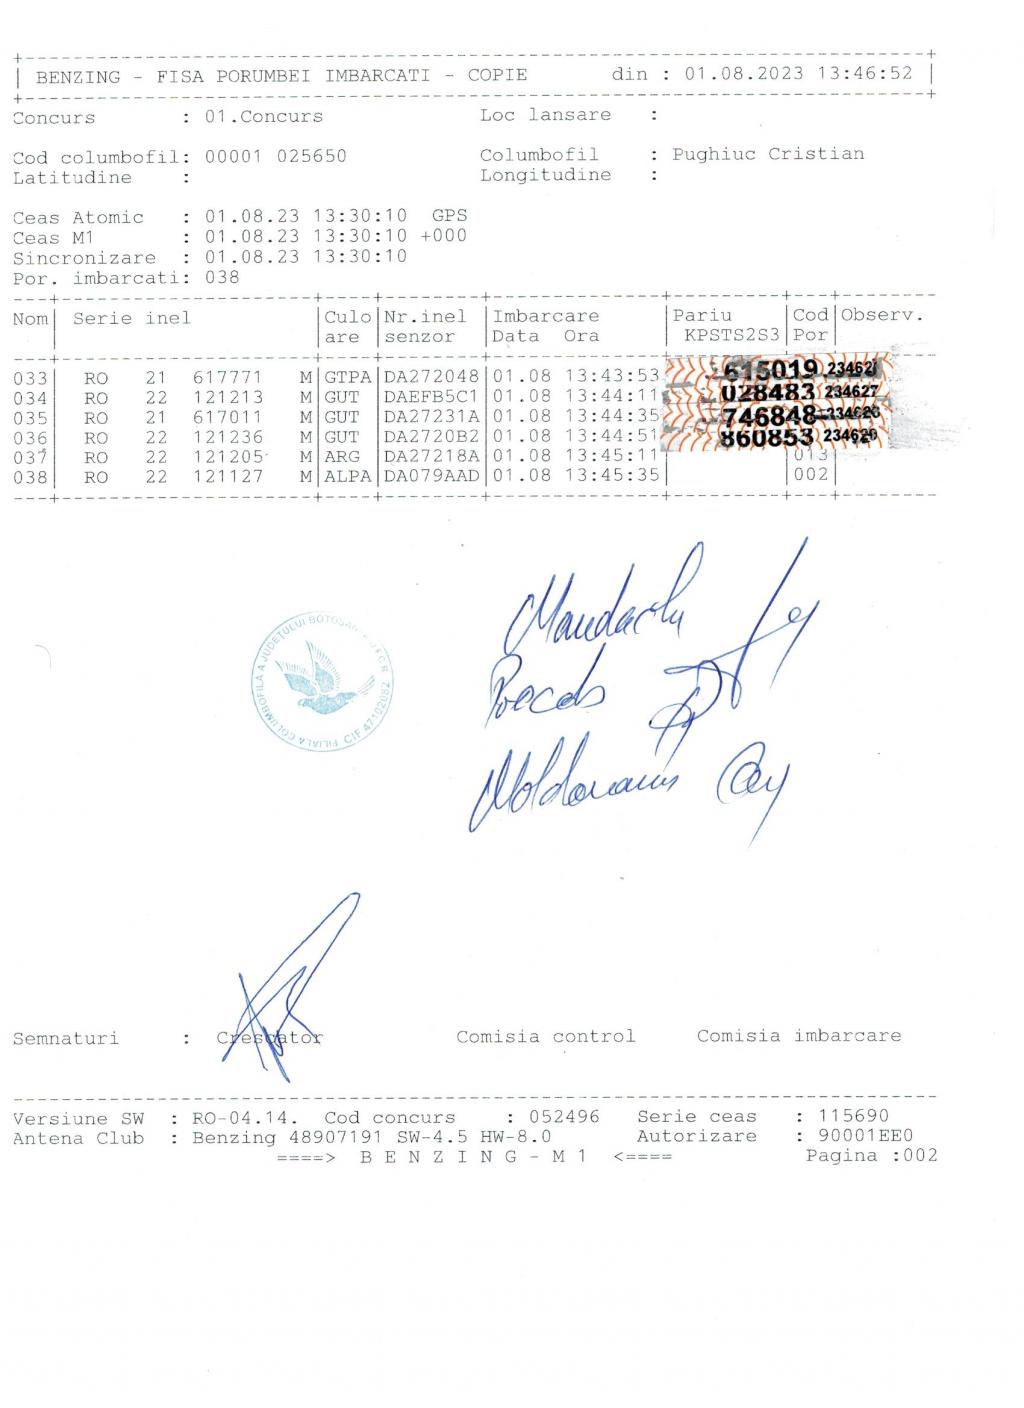 BENZING - FISA PORUMBEI IMBARCATI - COPIE din : 01.08.2023 13:46:52
Concurs : 01.Concurs Loc lansare :
Cod columbofil: 00001 025650 Columbofil : Pughiuc Cristian
Latitudine : Longitudine :
Ceas Atomic : 01.08.23 13:30:10 GPS
Ceas M1 : 01.08.23 13:30:10 +000
Sincronizare : 01.08.23 13:30:10
Por. imbarcati: 038
Nom Serie inel Culo Nr.inel Imbarcare Pariu Cod Observ.
are senzor Data Ora KPSTS2S3 Por
033 RO 21 617771 M GTPA DA272048 01.08 13:43:53 615019
034 RO 22 121213 M GUT DAEFB5C1 01.08 13:44:11 028483 234627
035 RO 21 617011 M GUT DA27231A 01.08 13:44:35 746848
036 RO 22 121236 M GUT DA2720B2 01.08 13:44:51 860853
037 RO 22 121205 M ARG DA27218A 01.08 13:45:11 013
038 RO 22 121127 M ALPA DA079AAD 01.08 13:45:35 002
FILIALA COLUMBOFILA A JUDEȚULUI BOTOȘANI
CIF 47102082
Semnaturi : Crescator Comisia control Comisia imbarcare
Versiune SW : RO-04.14. Cod concurs : 052496 Serie ceas : 115690
Antena Club : Benzing 48907191 SW-4.5 HW-8.0 Autorizare : 90001EE0
====> B E N Z I N G - M 1 <==== Pagina :002